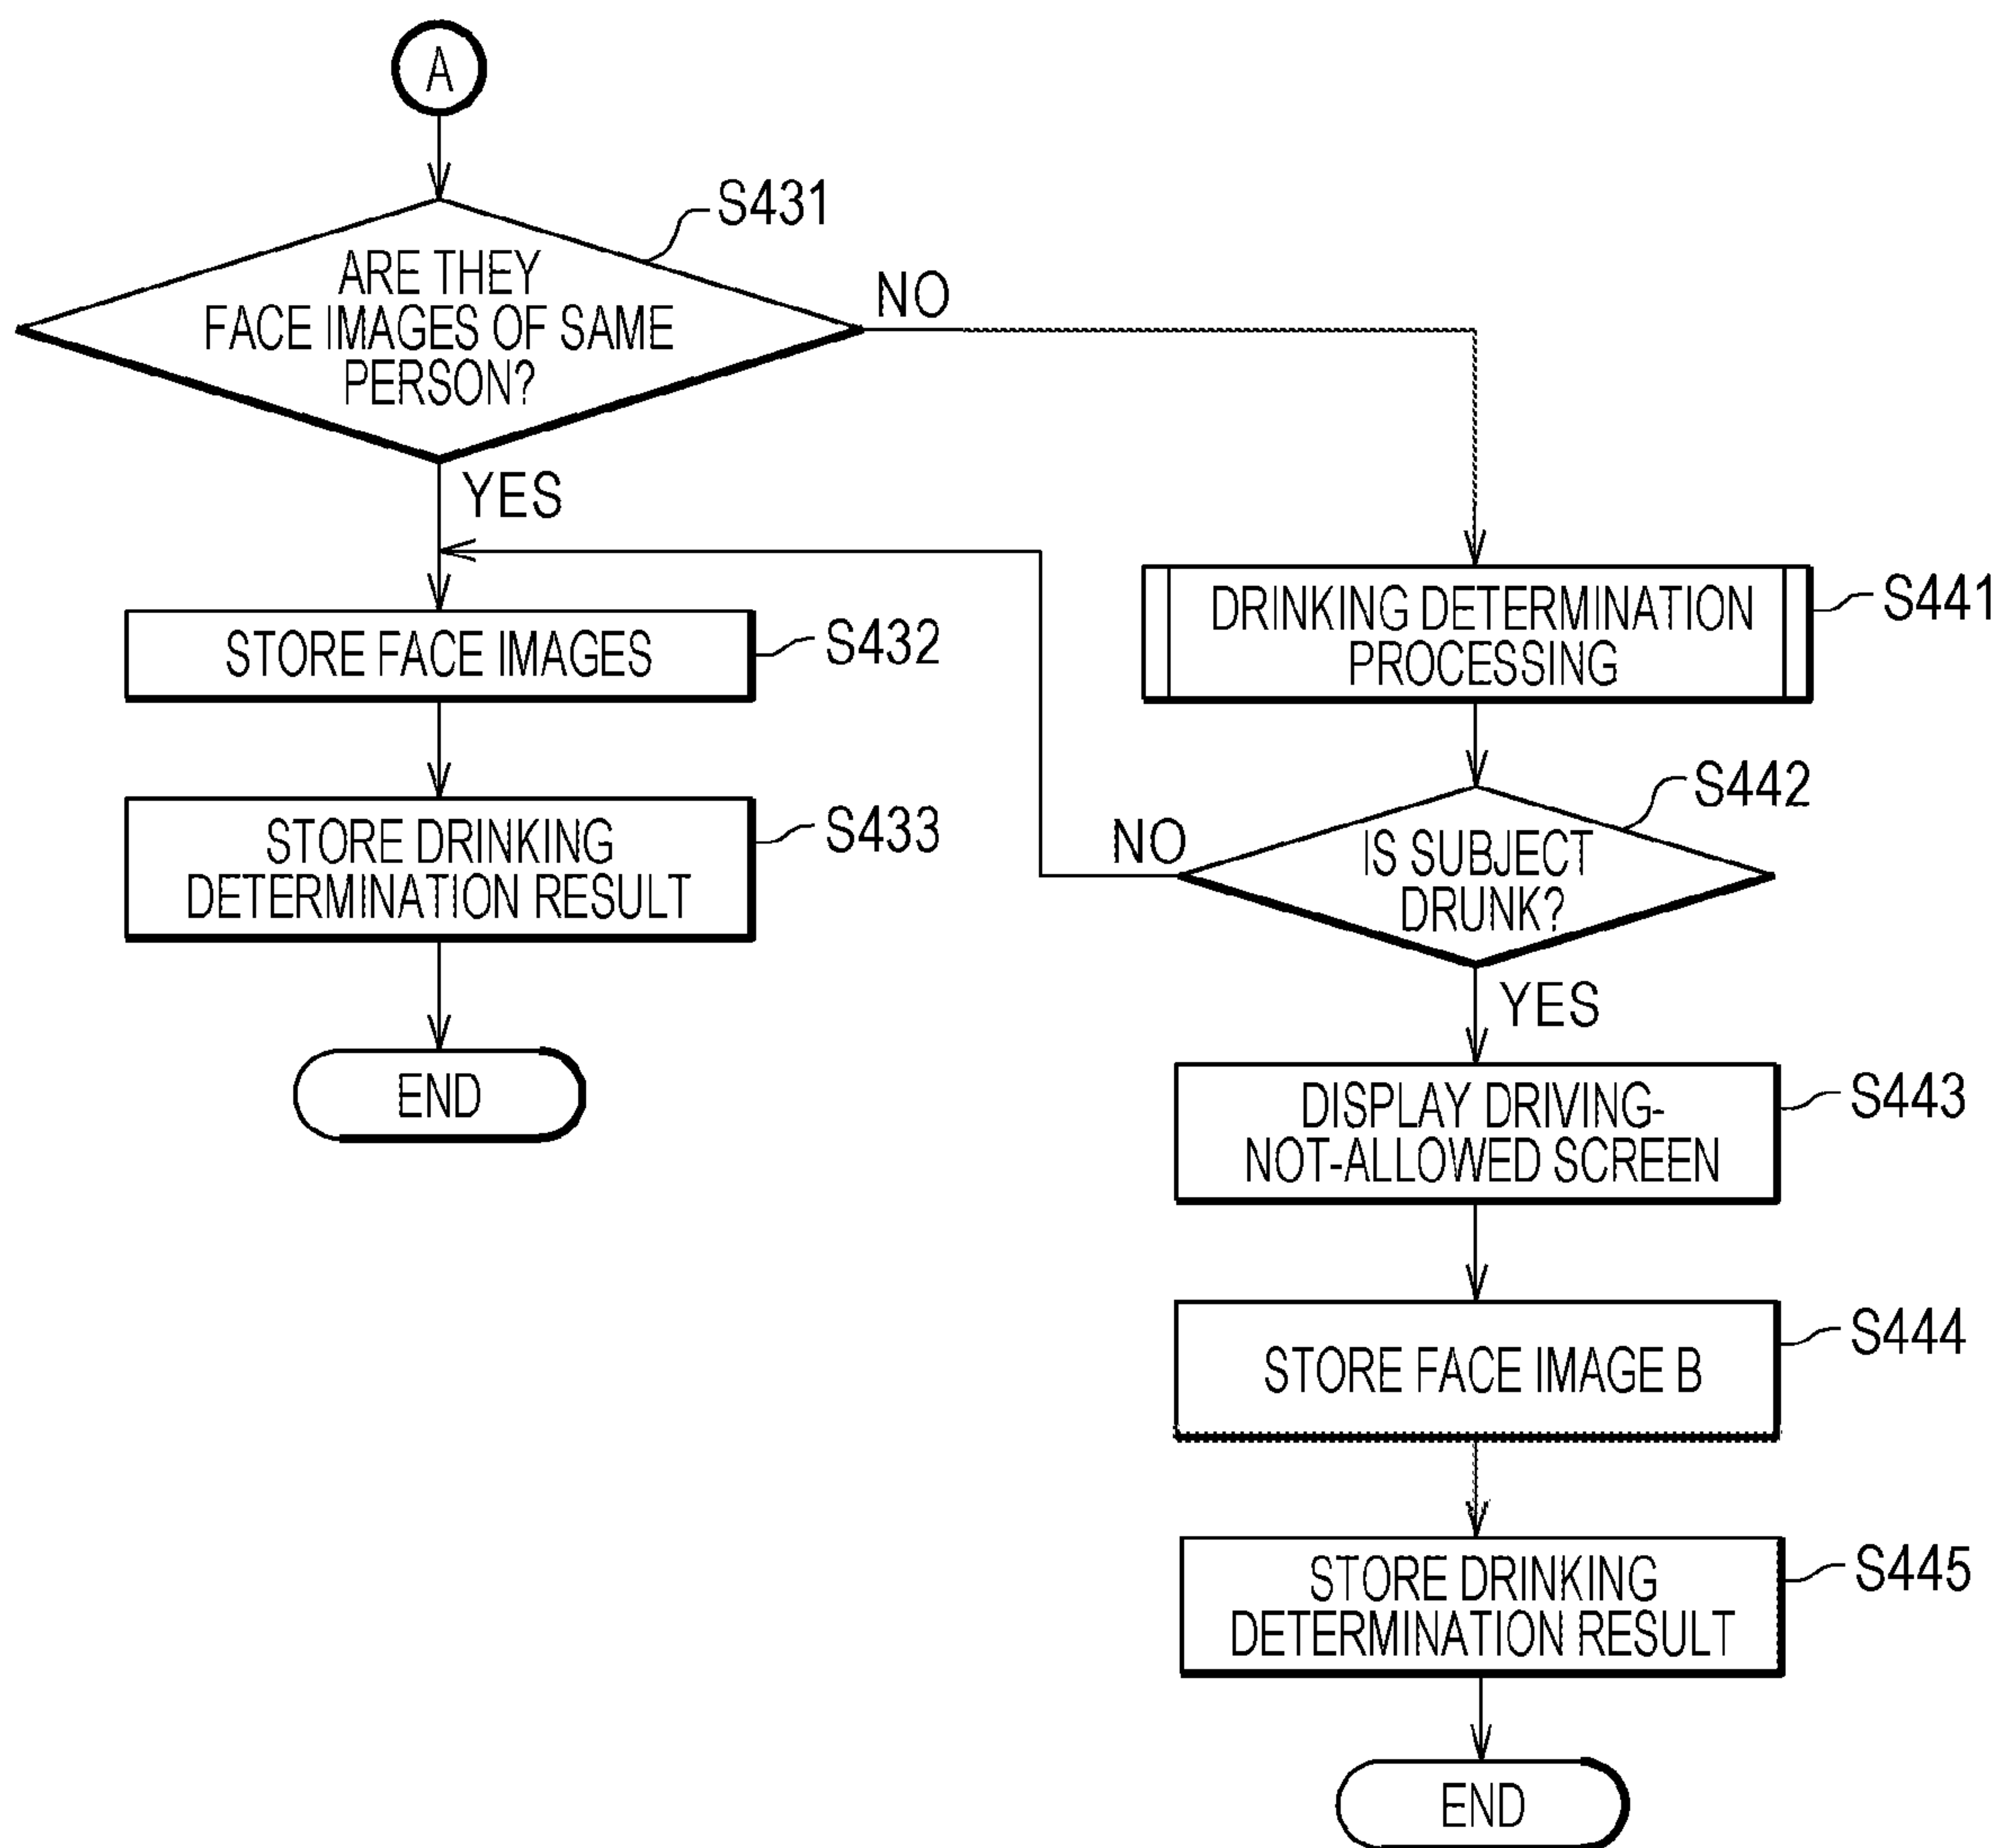 A
S431
ARE THEY
FACE IMAGES OF SAME
PERSON?
NO
YES
STORE FACE IMAGES
S432
STORE DRINKING
DETERMINATION RESULT
S433
END
DRINKING DETERMINATION
PROCESSING
S441
S442
IS SUBJECT
DRUNK?
NO
YES
DISPLAY DRIVING-
NOT-ALLOWED SCREEN
S443
STORE FACE IMAGE B
S444
STORE DRINKING
DETERMINATION RESULT
S445
END